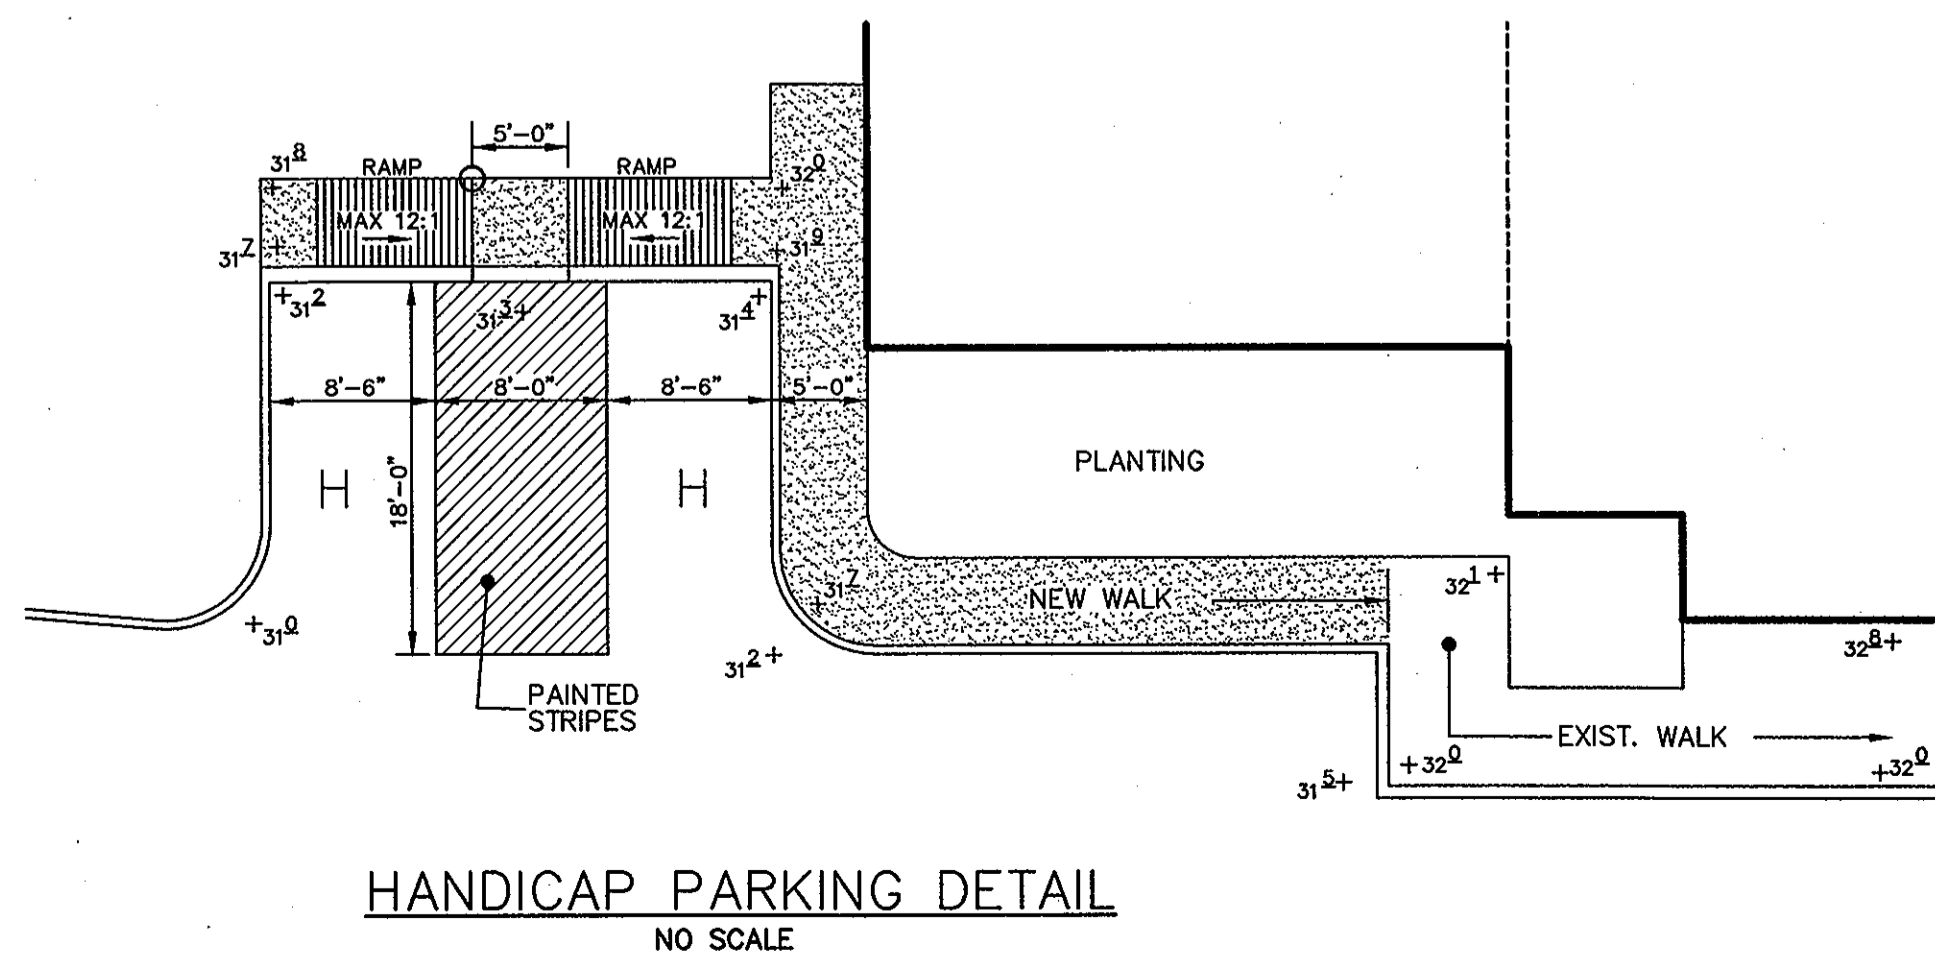 5'-0"
31 8
RAMP
RAMP
32 0
MAX 12:1
MAX 12:1
31 7
31 9
31 2
31 3
31 4
8'-6"
8'-0"
8'-6"
5'-0"
18'-0"
H
H
PLANTING
31 7
NEW WALK
32 1
31 0
31 2
32 8
PAINTED
STRIPES
EXIST. WALK
31 5
32 0
32 0
HANDICAP PARKING DETAIL
NO SCALE